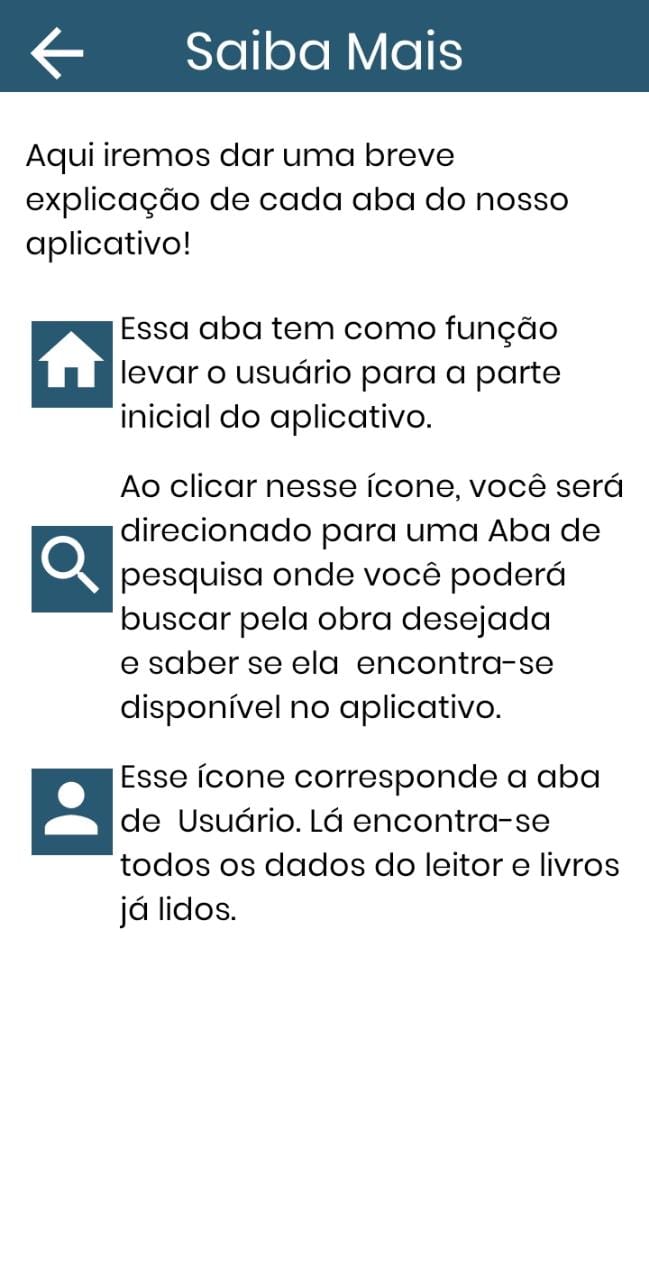 Saiba Mais
Aqui iremos dar uma breve
explicação de cada aba do nosso
aplicativo!
Essa aba tem como função
levar o usuário para a parte
inicial do aplicativo.
Ao clicar nesse ícone, você será
direcionado para uma Aba de
pesquisa onde você poderá
buscar pela obra desejada
e saber se ela  encontra-se
disponível no aplicativo.
Esse ícone corresponde a aba
de  Usuário. Lá encontra-se
todos os dados do leitor e livros
já lidos.